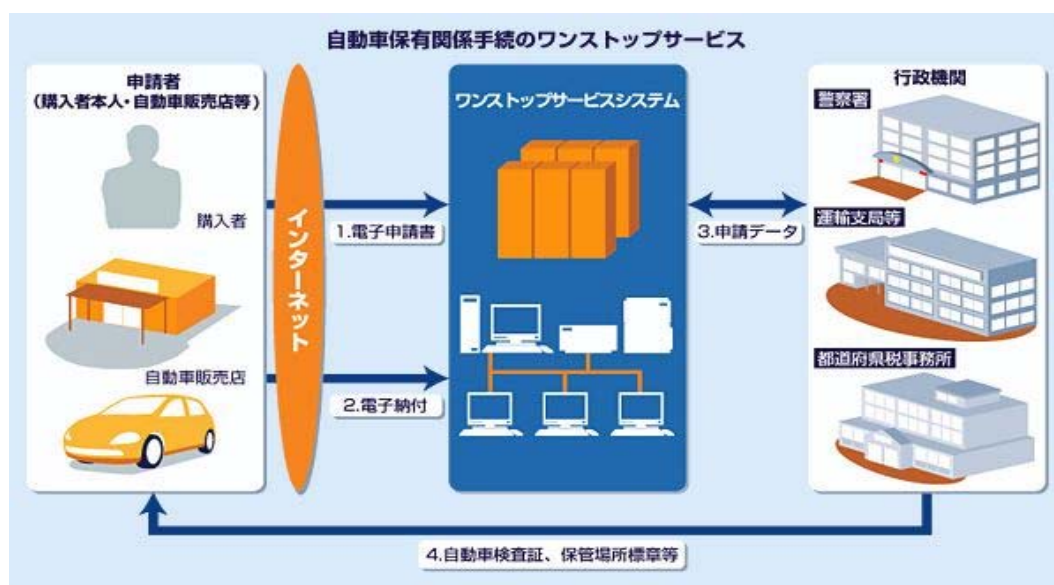 自動車保有関係手続のワンストップサービス
申請者
(購入者本人・自動車販売店等)
購入者
自動車販売店
インターネット
1.電子申請書
2.電子納付
ワンストップサービスシステム
3.申請データ
行政機関
警察署
運輸支局等
都道府県税事務所
4.自動車検査証、保管場所標章等